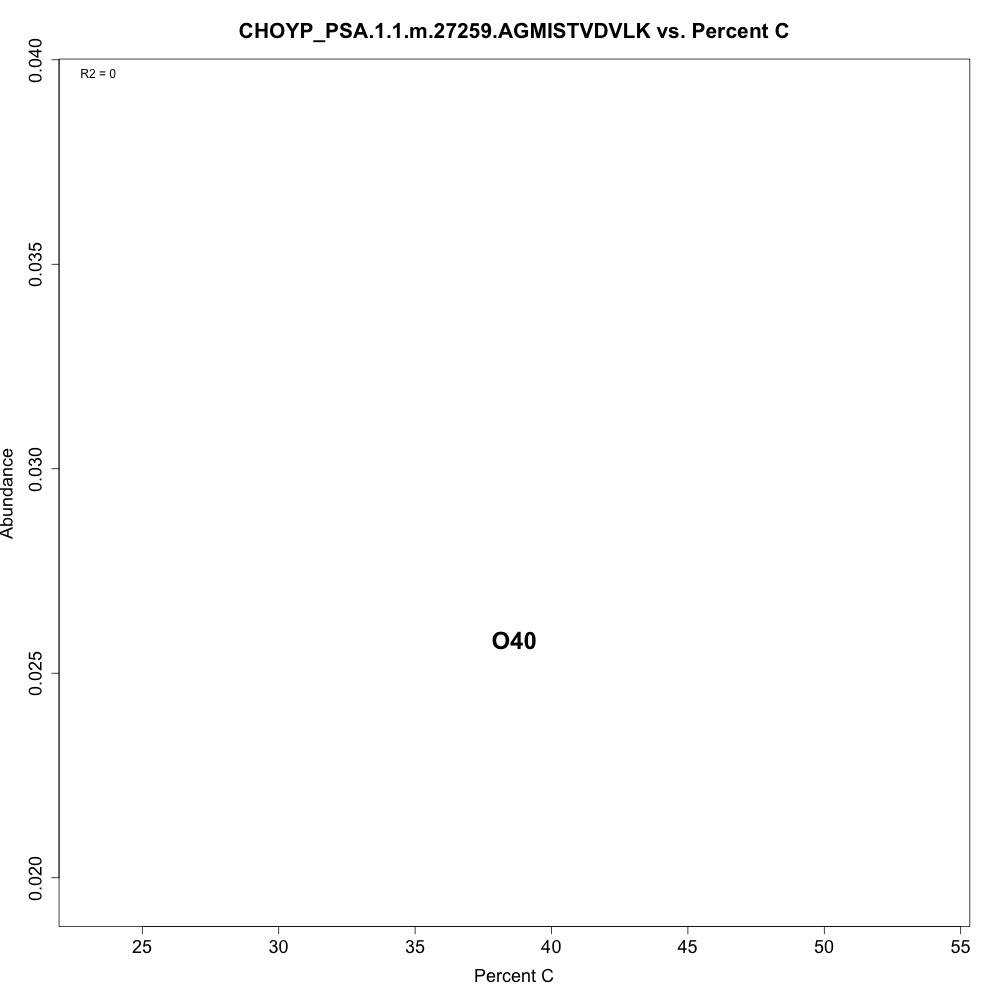 CHOYP_PSA.1.1.m.27259.AGMISTVDVLK vs. Percent C
R2 = 0
0.040
0.035
0.030
0.025
0.020
Abundance
O40
25 30 35 40 45 50 55
Percent C